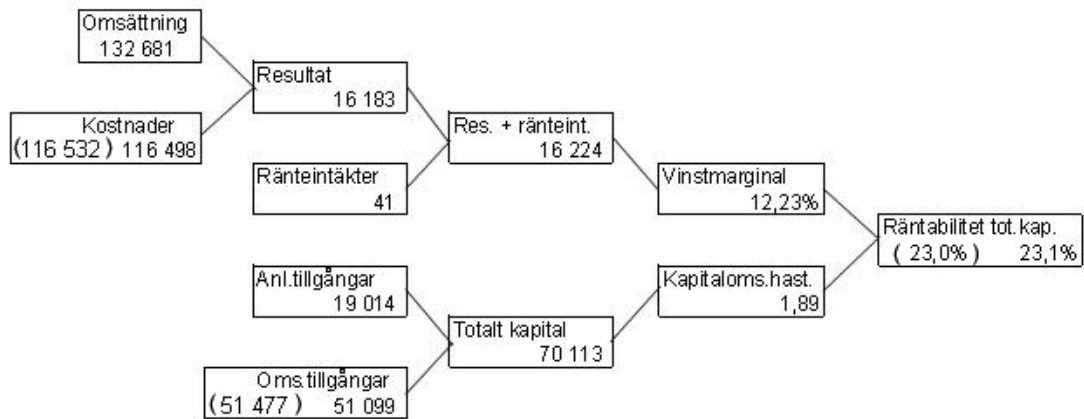 Omsättning
132 681
Resultat
16 183
Kostnader
(116 532) 116 498
Res. + ränteint.
16 224
Ränteintäkter
41
Vinstmarginal
12,23%
Räntabilitet tot.kap.
( 23,0%) 23,1%
Anl.tillgångar
19 014
Kapitaloms.hast.
1,89
Totalt kapital
70 113
Oms.tillgångar
(51 477) 51 099